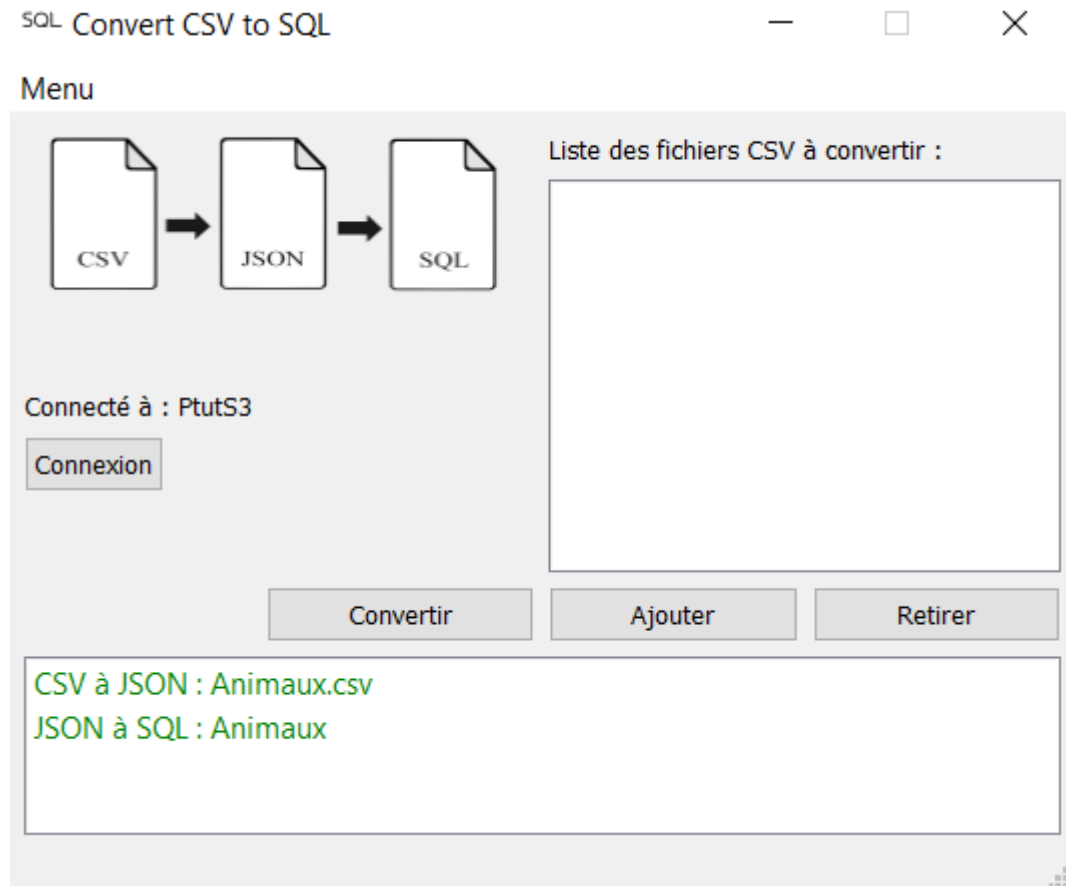 SQL Convert CSV to SQL
Menu
CSV
JSON
SQL
Liste des fichiers CSV à convertir :
Connecté à : PtutS3
Connexion
Convertir
Ajouter
Retirer
CSV à JSON : Animaux.csv
JSON à SQL : Animaux